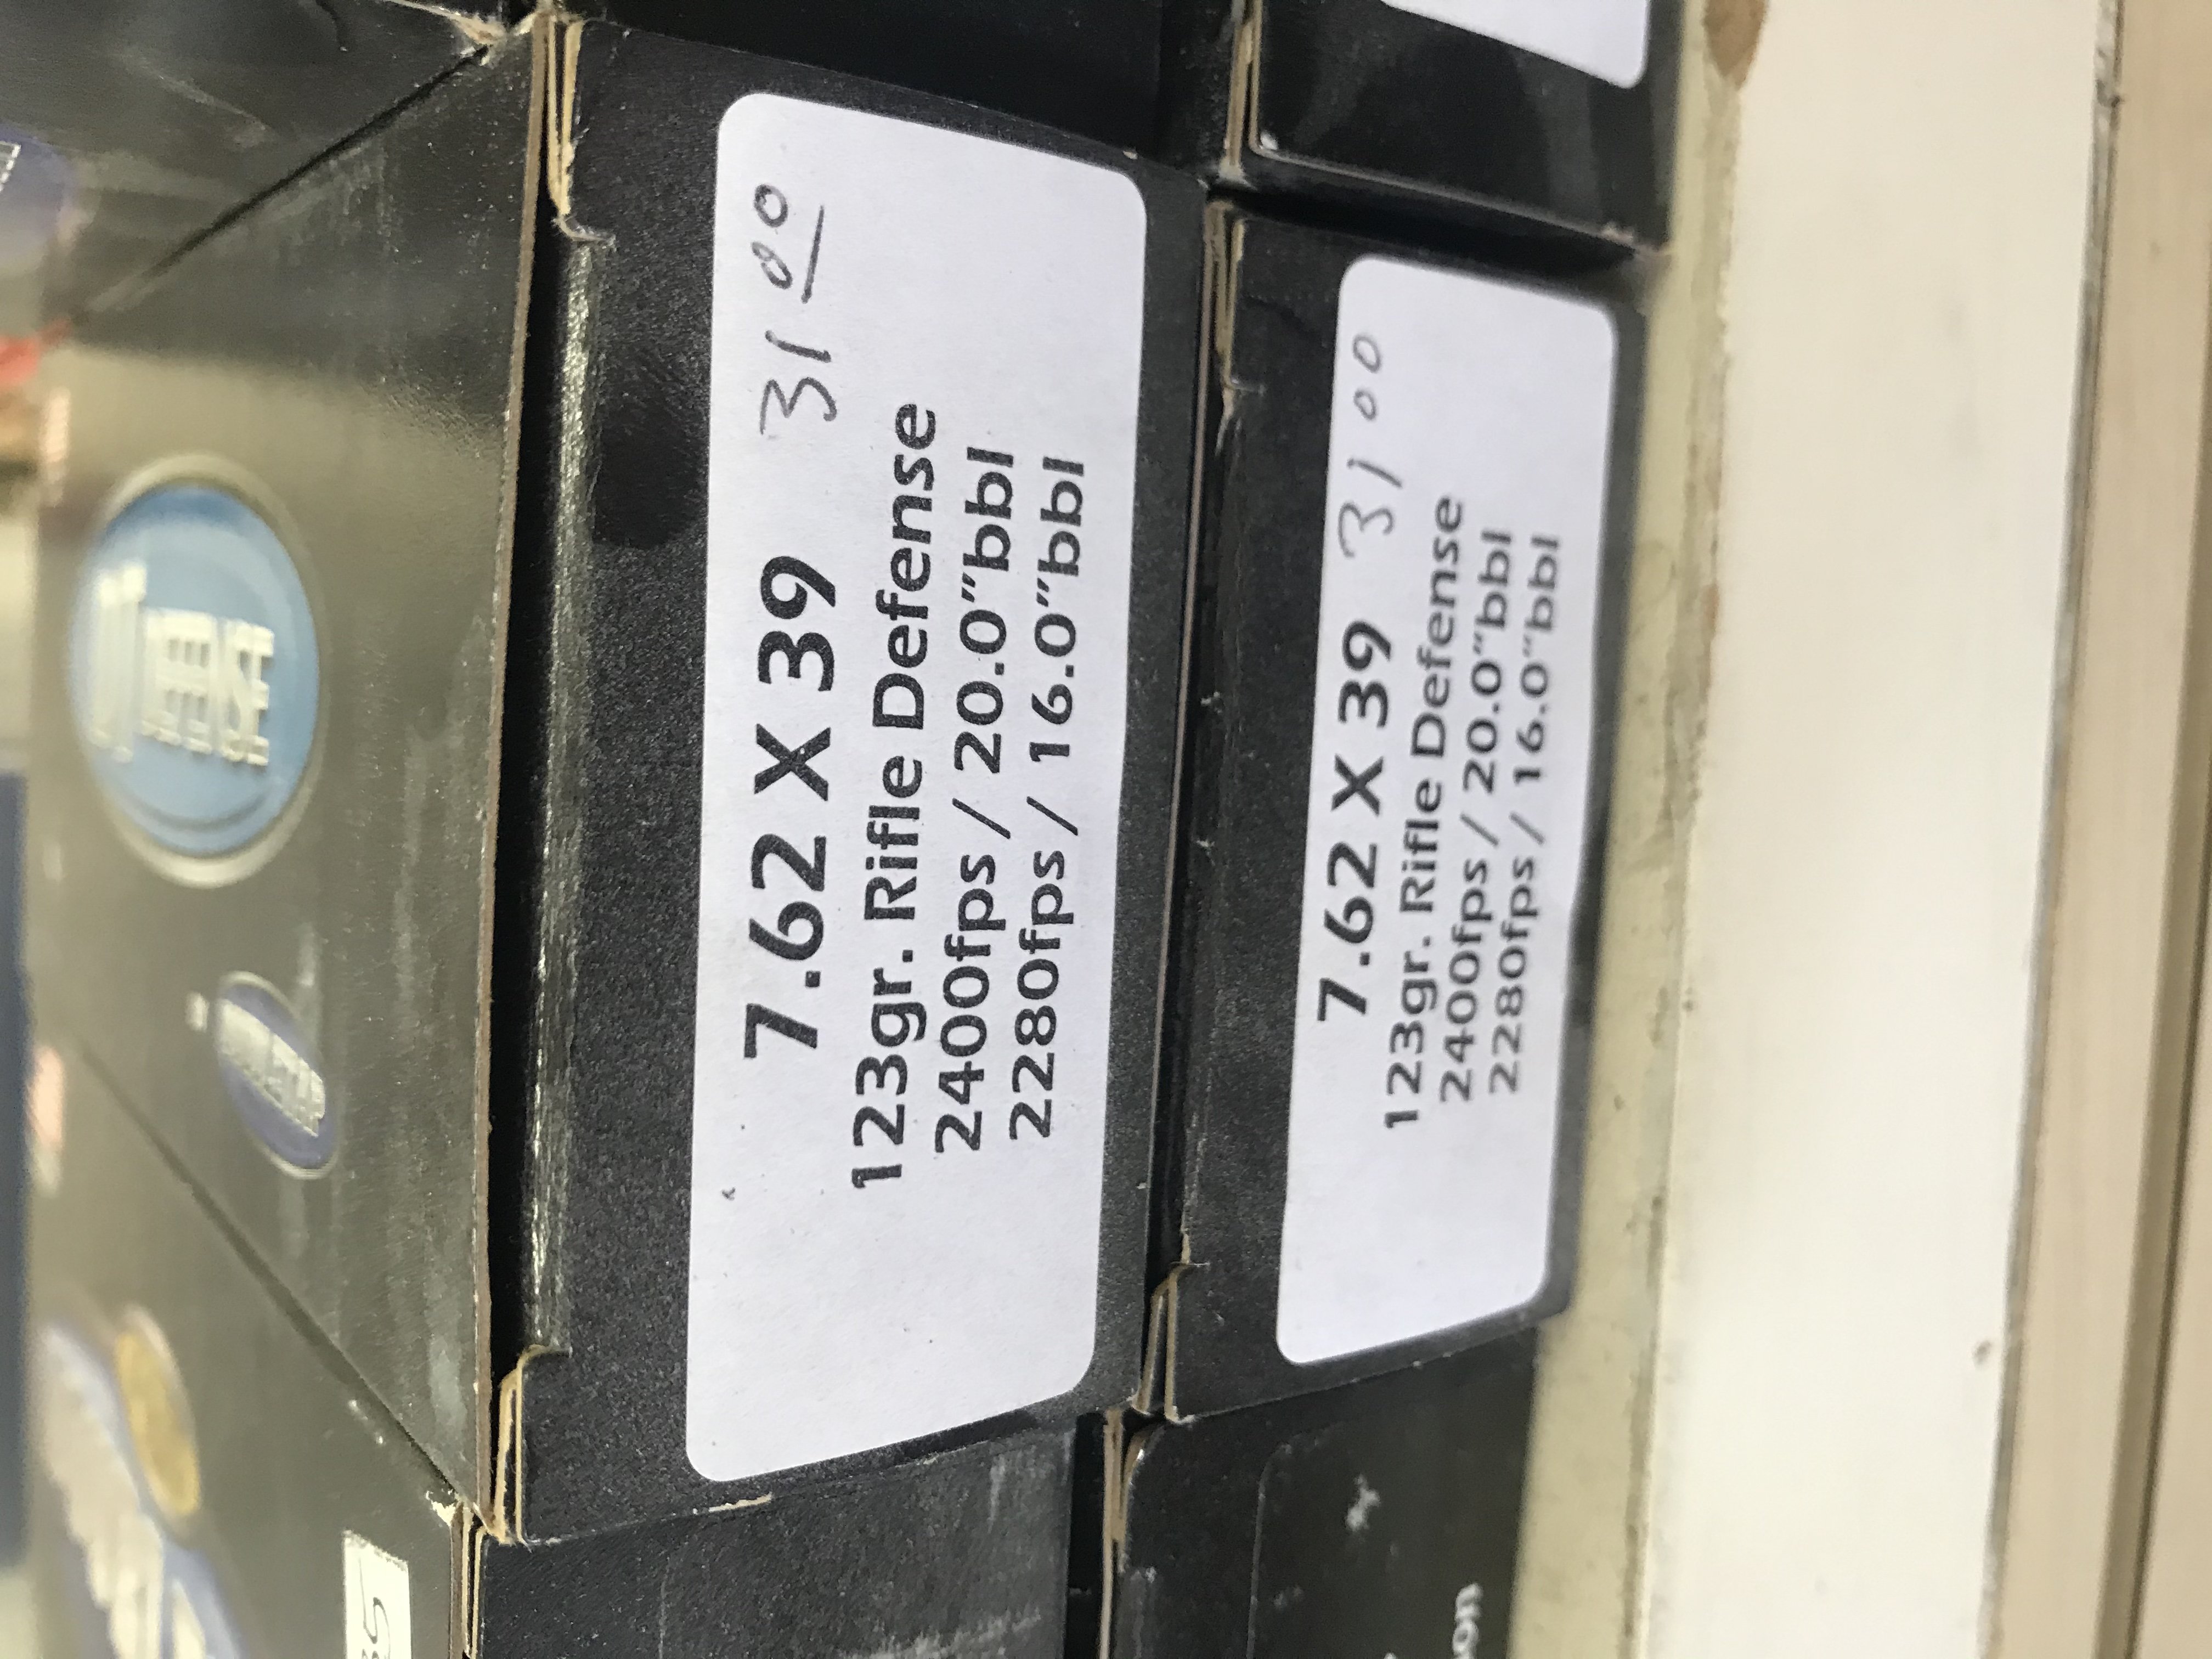 7.62 X 39 31 00
123gr. Rifle Defense
2400fps / 20.0"bbl
2280fps / 16.0"bbl
7.62 X 39 31 00
123gr. Rifle Defense
2400fps / 20.0"bbl
2280fps / 16.0"bbl
DEFENSE